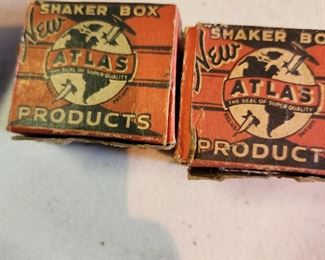 SHAKER BOX
New
ATLAS
THE SEAL OF SUPER QUALITY
PRODUCTS
SHAKER BOX
New
ATLAS
THE SEAL OF SUPER QUALITY
PRODUCT